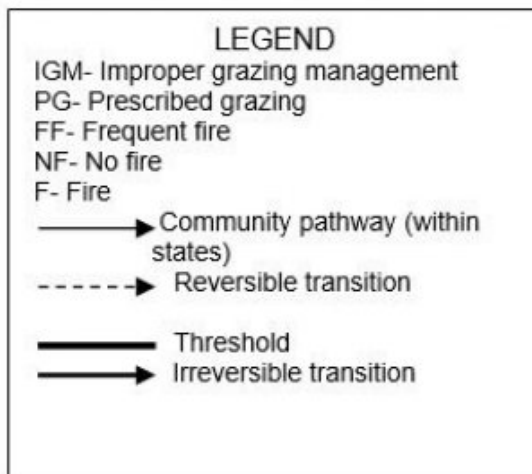 LEGEND
IGM- Improper grazing management
PG- Prescribed grazing
FF- Frequent fire
NF- No fire
F- Fire
Community pathway (within
states)
Reversible transition
Threshold
Irreversible transition